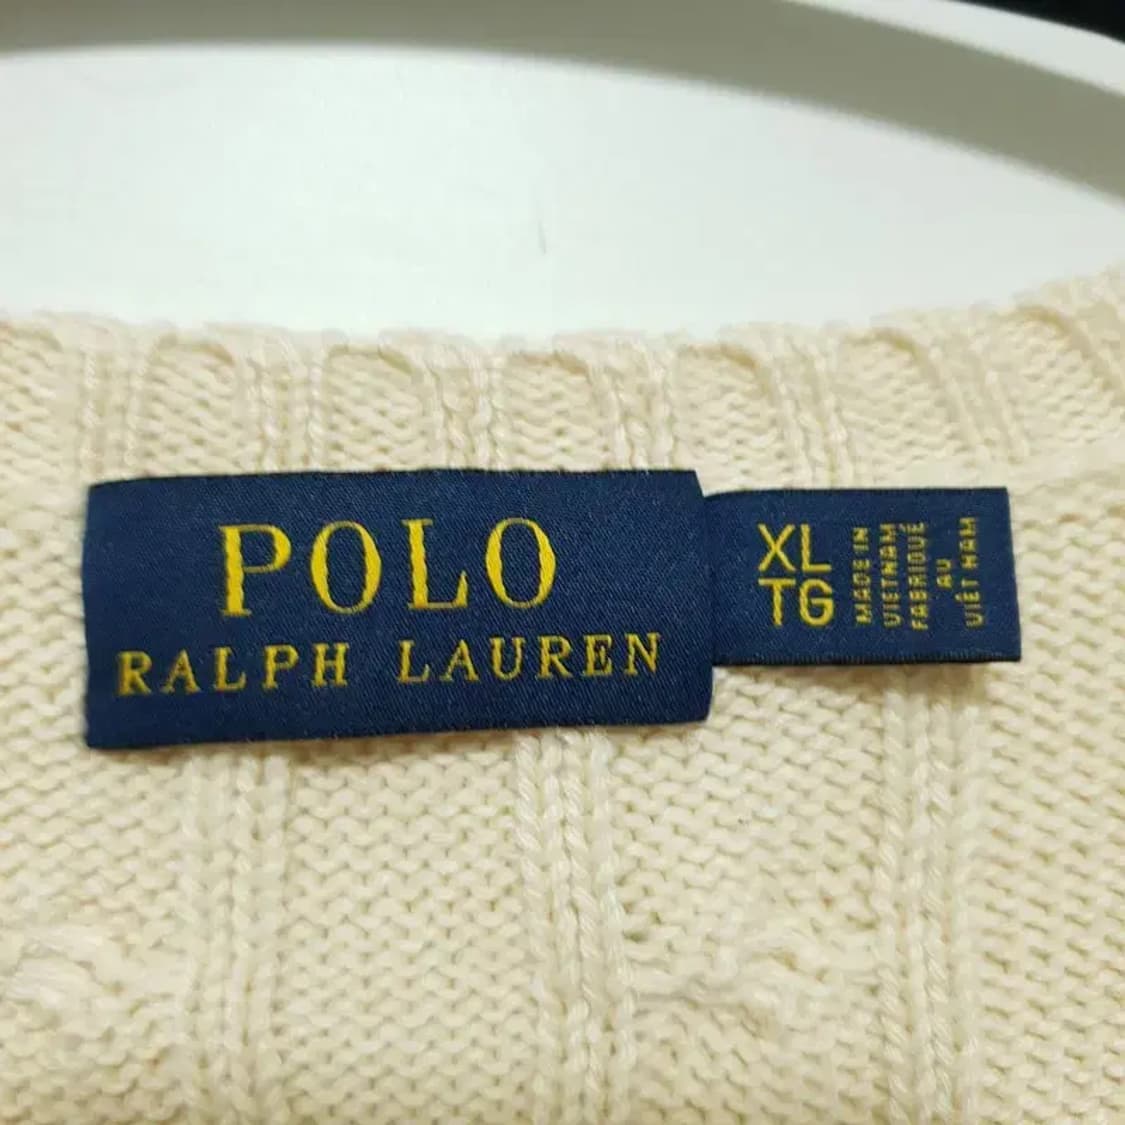 POLO
RALPH LAUREN
XL
TG
MADE IN
VIETNAM
FABRIQUÉ
AU
VIÊT NAM